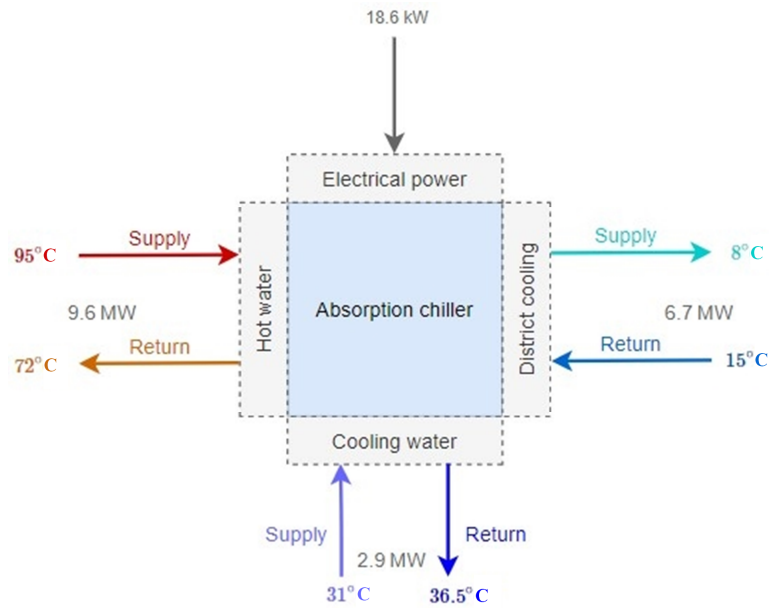 18.6 kW
Electrical power
95°C
Supply
9.6 MW
Return
72°C
Hot water
Absorption chiller
District cooling
Supply
8°C
6.7 MW
Return
15°C
Cooling water
Supply
Return
2.9 MW
31°C
36.5°C